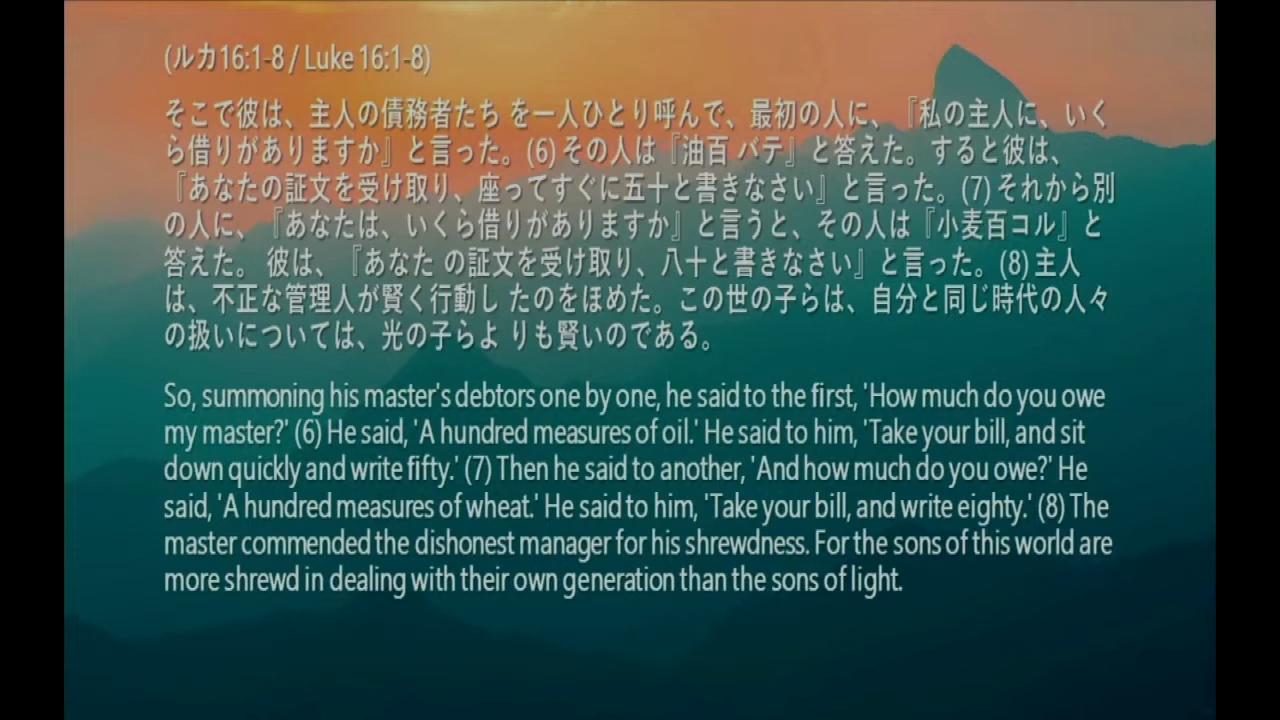 (ルカ16:1-8 / Luke 16:1-8)
そこで彼は、主人の債務者たち を一人ひとり呼んで、最初の人に、『私の主人に、いく
ら借りがありますか』と言った。(6) その人は『油百 バテ』と答えた。すると彼は、
『あなたの証文を受け取り、座ってすぐに五十と書きなさい』と言った。(7) それから別
の人に、『あなたは、いくら借りがありますか』と言うと、その人は『小麦百コル』と
答えた。 彼は、『あなた の証文を受け取り、八十と書きなさい』と言った。(8) 主人
は、不正な管理人が賢く行動し たのをほめた。この世の子らは、自分と同じ時代の人々
の扱いについては、光の子らよ りも賢いのである。
So, summoning his master's debtors one by one, he said to the first, 'How much do you owe
my master?' (6) He said, 'A hundred measures of oil.' He said to him, 'Take your bill, and sit
down quickly and write fifty.' (7) Then he said to another, 'And how much do you owe?' He
said, 'A hundred measures of wheat.' He said to him, 'Take your bill, and write eighty.' (8) The
master commended the dishonest manager for his shrewdness. For the sons of this world are
more shrewd in dealing with their own generation than the sons of light.